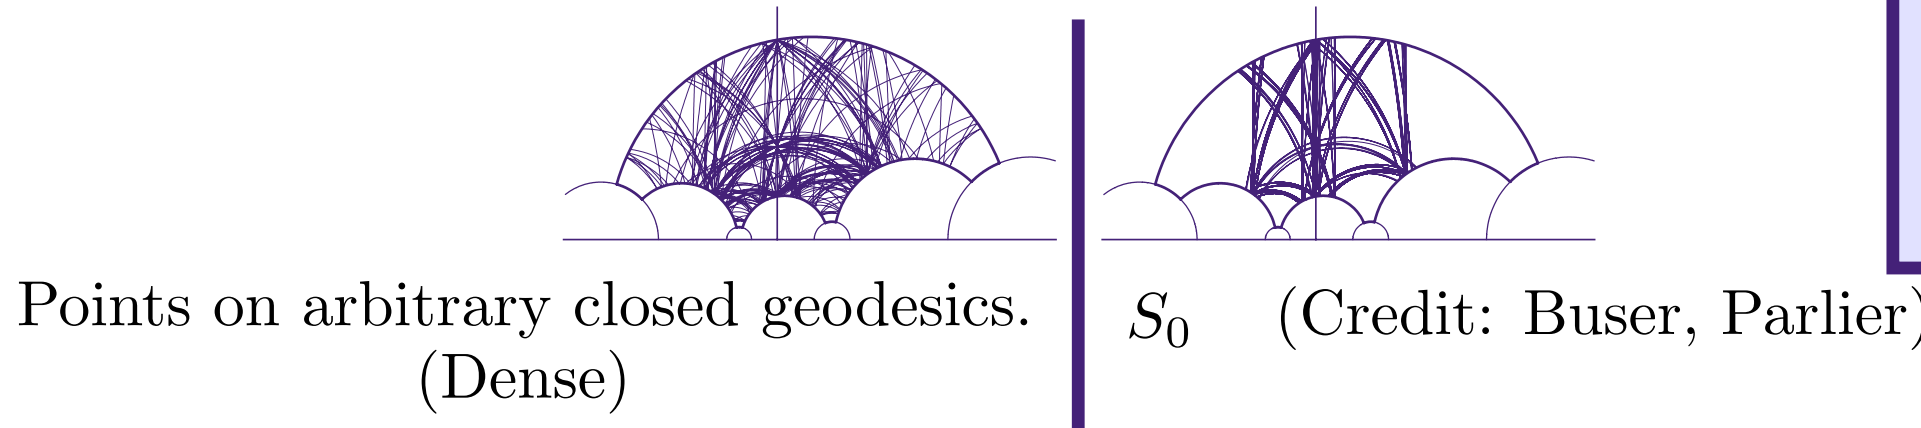 Points on arbitrary closed geodesics.
(Dense)
S₀ (Credit: Buser, Parlier)